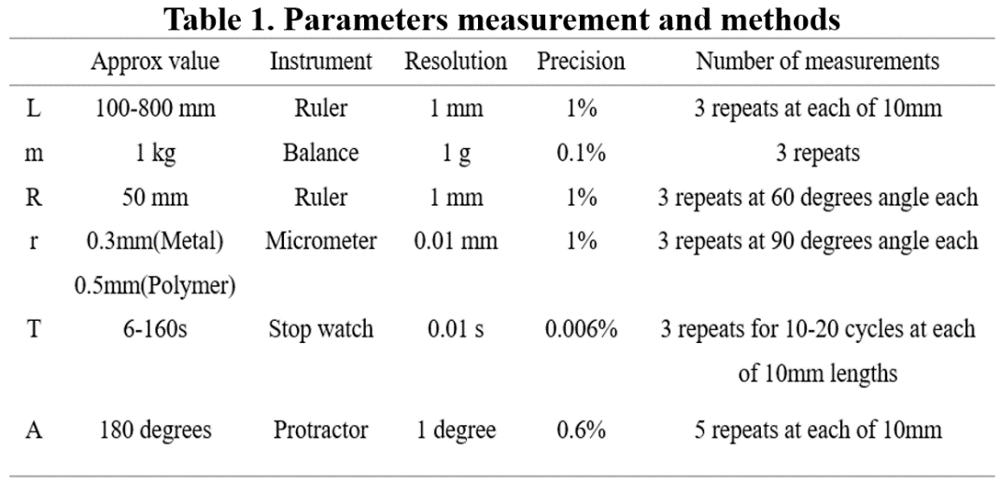 Table 1. Parameters measurement and methods
Approx value Instrument Resolution Precision Number of measurements
L 100-800 mm Ruler 1 mm 1% 3 repeats at each of 10mm
m 1 kg Balance 1 g 0.1% 3 repeats
R 50 mm Ruler 1 mm 1% 3 repeats at 60 degrees angle each
r 0.3mm(Metal) Micrometer 0.01 mm 1% 3 repeats at 90 degrees angle each
0.5mm(Polymer)
T 6-160s Stop watch 0.01 s 0.006% 3 repeats for 10-20 cycles at each
of 10mm lengths
A 180 degrees Protractor 1 degree 0.6% 5 repeats at each of 10mm